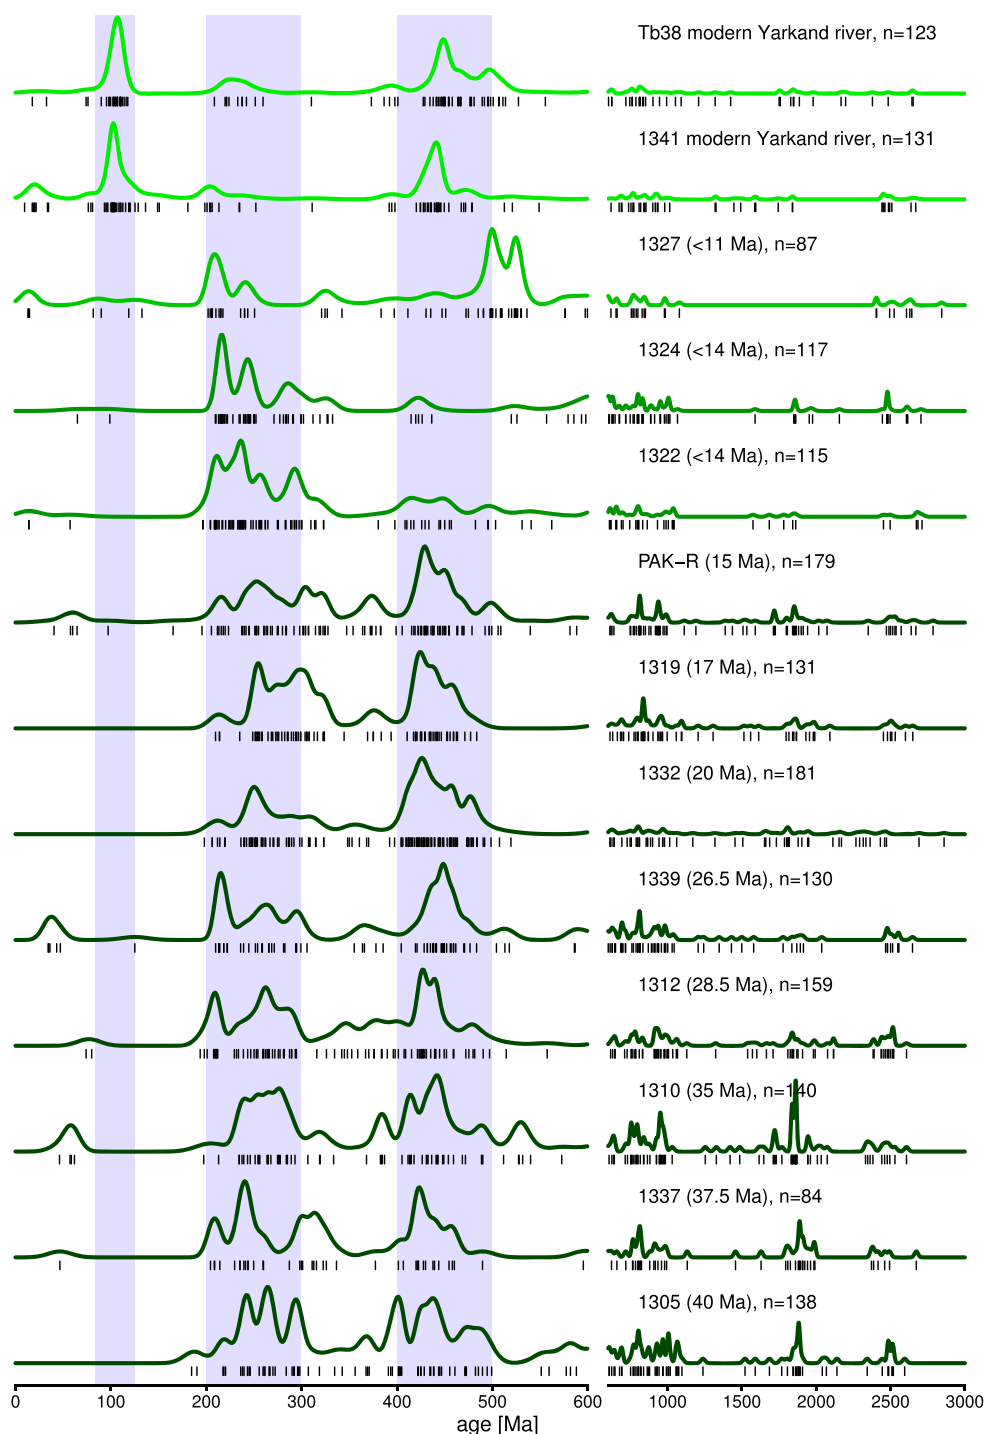 Tb38 modern Yarkand river, n=123
1341 modern Yarkand river, n=131
1327 (<11 Ma), n=87
1324 (<14 Ma), n=117
1322 (<14 Ma), n=115
PAK−R (15 Ma), n=179
1319 (17 Ma), n=131
1332 (20 Ma), n=181
1339 (26.5 Ma), n=130
1312 (28.5 Ma), n=159
1310 (35 Ma), n=140
1337 (37.5 Ma), n=84
1305 (40 Ma), n=138
0 100 200 300 400 500 600 1000 1500 2000 2500 3000
age [Ma]